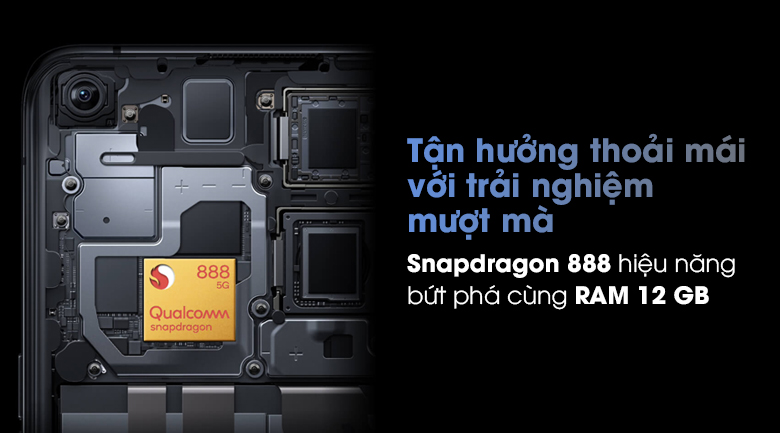 888
5G
Qualcomm
snapdragon
Tận hưởng thoải mái
với trải nghiệm
mượt mà
Snapdragon 888 hiệu năng
bứt phá cùng RAM 12 GB